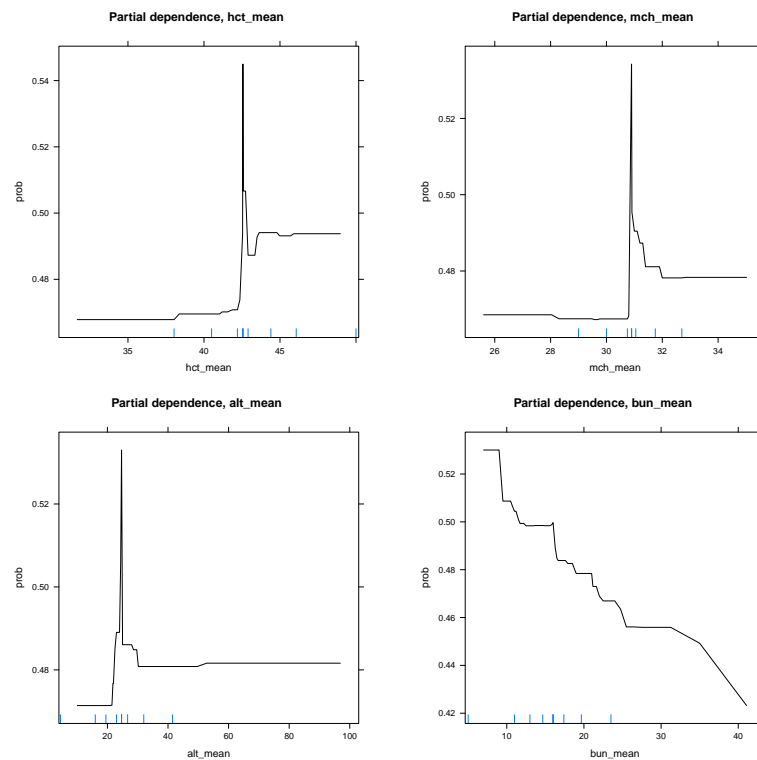 Partial dependence, hct_mean
prob
0.54
0.52
0.50
0.48
35
40
45
hct_mean
Partial dependence, mch_mean
prob
0.52
0.50
0.48
26
28
30
32
34
mch_mean
Partial dependence, alt_mean
prob
0.52
0.50
0.48
20
40
60
80
100
alt_mean
Partial dependence, bun_mean
prob
0.52
0.50
0.48
0.46
0.44
0.42
10
20
30
40
bun_mean